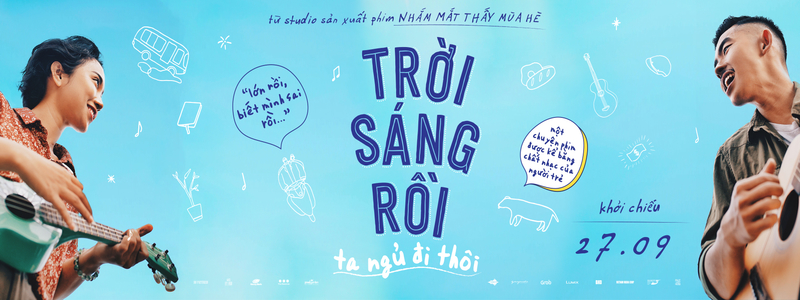 từ studio sản xuất phim NHẮM MẮT THẤY MÙA HÈ
TRỜI
SÁNG
RỒI
ta ngủ đi thôi
"lớn rồi,
biết mình sai
rồi..."
một
chuyện phim
được kể bằng
chất nhạc của
người trẻ
khởi chiếu
27.09